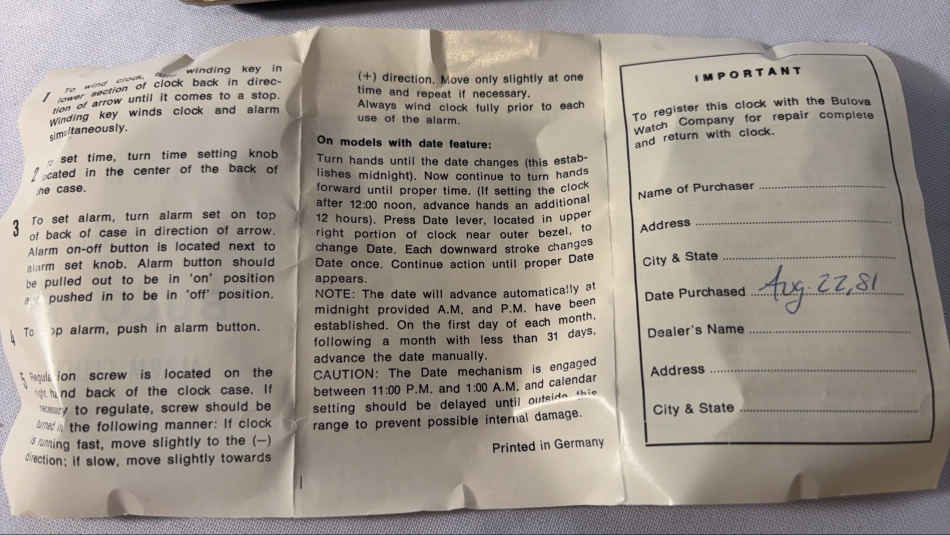 1 To wind clock, winding key in
lower section of clock back in direc-
tion of arrow until it comes to a stop.
Winding key winds clock and alarm
simultaneously.
2 set time, turn time setting knob
located in the center of the back of
the case.
3 To set alarm, turn alarm set on top
of back of case in direction of arrow.
Alarm on-off button is located next to
alarm set knob. Alarm button should
be pulled out to be in 'on' position
pushed in to be in 'off' position.
4 To alarm, push in alarm button.
5 Regulation screw is located on the
right hand back of the clock case. If
necessary to regulate, screw should be
turned in the following manner: If clock
is running fast, move slightly to the (—)
direction; if slow, move slightly towards
(+) direction. Move only slightly at one
time and repeat if necessary.
Always wind clock fully prior to each
use of the alarm.
On models with date feature:
Turn hands until the date changes (this estab-
lishes midnight). Now continue to turn hands
forward until proper time. (If setting the clock
after 12:00 noon, advance hands an additional
12 hours). Press Date lever, located in upper
right portion of clock near outer bezel, to
change Date. Each downward stroke changes
Date once. Continue action until proper Date
appears.
NOTE: The date will advance automatically at
midnight provided A.M. and P.M. have been
established. On the first day of each month,
following a month with less than 31 days,
advance the date manually.
CAUTION: The Date mechanism is engaged
between 11:00 P.M. and 1:00 A.M. and calendar
setting should be delayed until outside this
range to prevent possible internal damage.
Printed in Germany
IMPORTANT
To register this clock with the Bulova
Watch Company for repair complete
and return with clock.
Name of Purchaser
Address
City & State
Date Purchased Aug. 22, 81
Dealer's Name
Address
City & State